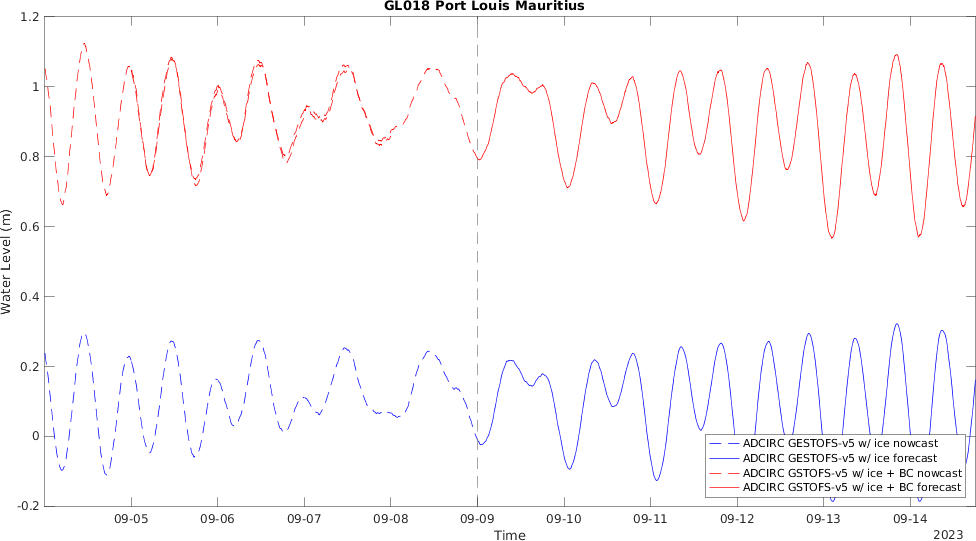 GL018 Port Louis Mauritius
Water Level (m)
1.2
1
0.8
0.6
0.4
0.2
0
-0.2
ADCIRC GESTOFS-v5 w/ ice nowcast
ADCIRC GESTOFS-v5 w/ ice forecast
ADCIRC GSTOFS-v5 w/ ice + BC nowcast
ADCIRC GSTOFS-v5 w/ ice + BC forecast
09-05 09-06 09-07 09-08 09-09 09-10 09-11 09-12 09-13 09-14
Time
2023